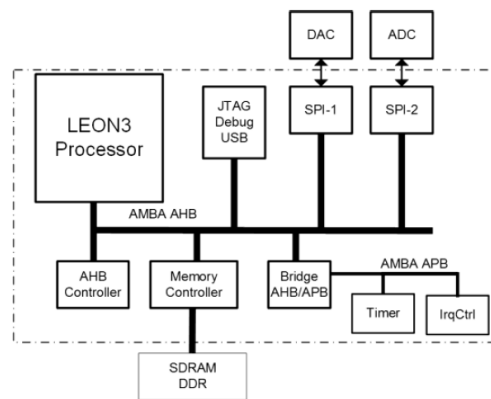 DAC
ADC
LEON3
Processor
JTAG
Debug
USB
SPI-1
SPI-2
AMBA AHB
AHB
Controller
Memory
Controller
Bridge
AHB/APB
AMBA APB
Timer
IrqCtrl
SDRAM
DDR